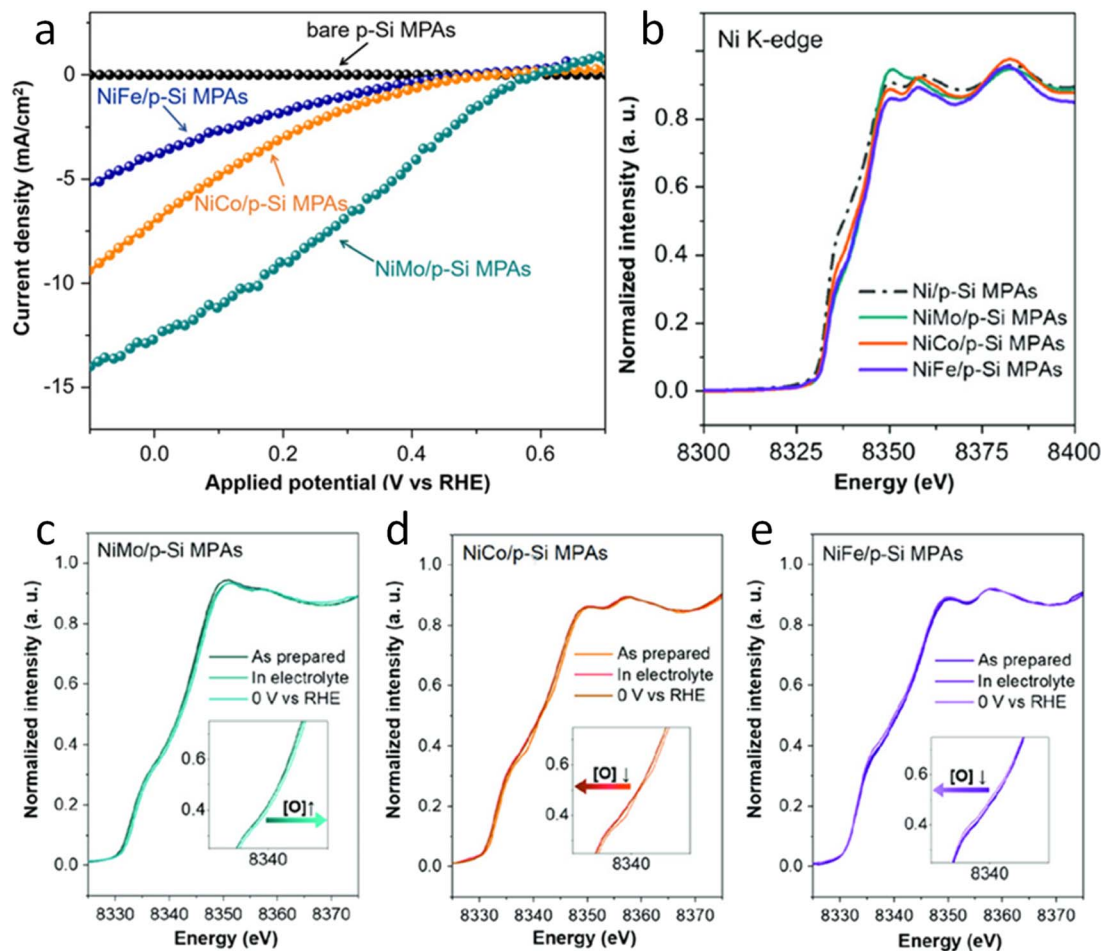 a
bare p-Si MPAs
NiFe/p-Si MPAs
NiCo/p-Si MPAs
NiMo/p-Si MPAs
0
-5
-10
-15
Current density (mA/cm²)
0.0 0.2 0.4 0.6
Applied potential (V vs RHE)
b
Ni K-edge
Ni/p-Si MPAs
NiMo/p-Si MPAs
NiCo/p-Si MPAs
NiFe/p-Si MPAs
0.8
0.4
0.0
Normalized intensity (a. u.)
8300 8325 8350 8375 8400
Energy (eV)
c
NiMo/p-Si MPAs
As prepared
In electrolyte
0 V vs RHE
0.6
0.4
[O]↑
8340
1.0
0.8
0.6
0.4
0.2
0.0
Normalized intensity (a. u.)
8330 8340 8350 8360 8370
Energy (eV)
d
NiCo/p-Si MPAs
As prepared
In electrolyte
0 V vs RHE
0.6
0.4
[O]↓
8340
1.0
0.8
0.6
0.4
0.2
0.0
Normalized intensity (a. u.)
8330 8340 8350 8360 8370
Energy (eV)
e
NiFe/p-Si MPAs
As prepared
In electrolyte
0 V vs RHE
0.6
0.4
[O]↓
8340
1.0
0.8
0.6
0.4
0.2
0.0
Normalized intensity (a. u.)
8330 8340 8350 8360 8370
Energy (eV)